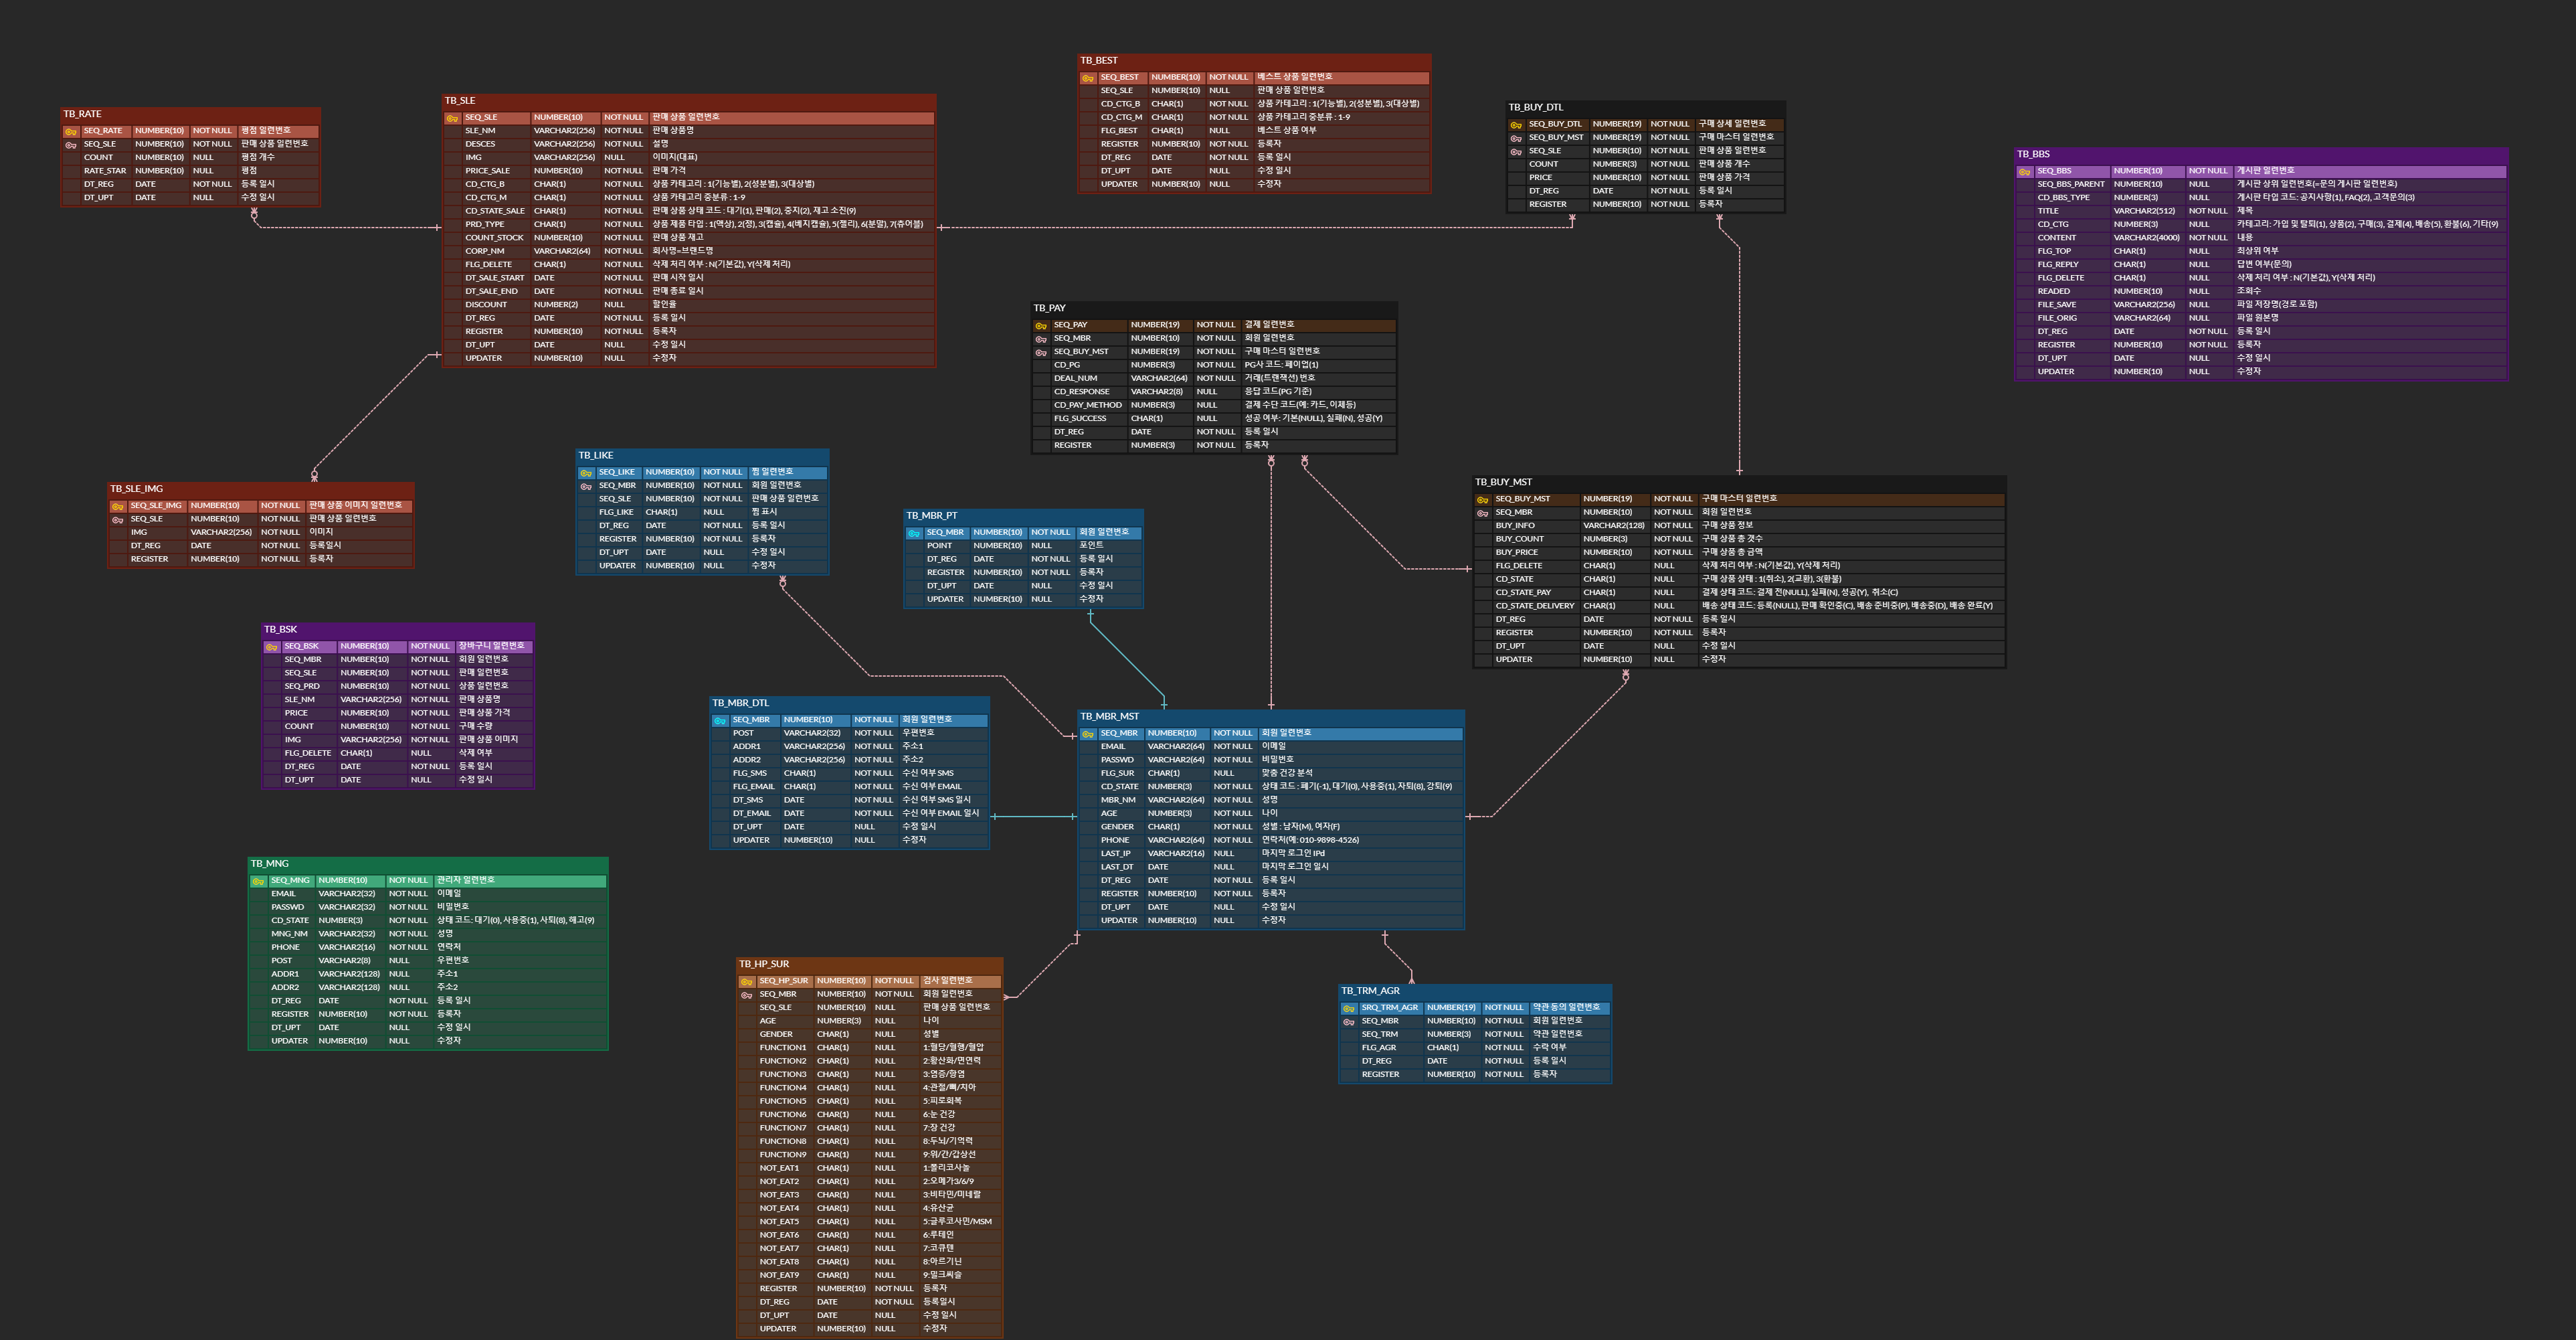 TB_BEST
SEQ_BEST NUMBER(10) NOT NULL 베스트 상품 일련번호
SEQ_SLE NUMBER(10) NULL 판매 상품 일련번호
CD_CTG_B CHAR(1) NOT NULL 상품 카테고리 : 1(기능별), 2(성분별), 3(대상별)
CD_CTG_M CHAR(1) NOT NULL 상품 카테고리 중분류 : 1-9
FLG_BEST CHAR(1) NULL 베스트 상품 여부
REGISTER NUMBER(10) NOT NULL 등록자
DT_REG DATE NOT NULL 등록 일시
DT_UPT DATE NULL 수정 일시
UPDATER NUMBER(10) NULL 수정자
TB_RATE
SEQ_RATE NUMBER(10) NOT NULL 평점 일련번호
SEQ_SLE NUMBER(10) NOT NULL 판매 상품 일련번호
COUNT NUMBER(10) NULL 평점 개수
RATE_STAR NUMBER(10) NULL 평점
DT_REG DATE NOT NULL 등록 일시
DT_UPT DATE NULL 수정 일시
TB_SLE
SEQ_SLE NUMBER(10) NOT NULL 판매 상품 일련번호
SLE_NM VARCHAR2(256) NOT NULL 판매 상품명
DESCES VARCHAR2(256) NOT NULL 설명
IMG VARCHAR2(256) NULL 이미지(대표)
PRICE_SALE NUMBER(10) NOT NULL 판매 가격
CD_CTG_B CHAR(1) NOT NULL 상품 카테고리 : 1(기능별), 2(성분별), 3(대상별)
CD_CTG_M CHAR(1) NOT NULL 상품 카테고리 중분류 : 1-9
CD_STATE_SALE CHAR(1) NOT NULL 판매 상품 상태 코드 : 대기(1), 판매(2), 중지(2), 재고 소진(9)
PRD_TYPE CHAR(1) NOT NULL 상품 제품 타입 : 1(액상), 2(정), 3(캡슐), 4(베지캡슐), 5(젤리), 6(분말), 7(츄어블)
COUNT_STOCK NUMBER(10) NOT NULL 판매 상품 재고
CORP_NM VARCHAR2(64) NOT NULL 회사명=브랜드명
FLG_DELETE CHAR(1) NOT NULL 삭제 처리 여부 : N(기본값), Y(삭제 처리)
DT_SALE_START DATE NOT NULL 판매 시작 일시
DT_SALE_END DATE NOT NULL 판매 종료 일시
DISCOUNT NUMBER(2) NULL 할인율
DT_REG DATE NOT NULL 등록 일시
REGISTER NUMBER(10) NOT NULL 등록자
DT_UPT DATE NULL 수정 일시
UPDATER NUMBER(10) NULL 수정자
TB_BUY_DTL
SEQ_BUY_DTL NUMBER(19) NOT NULL 구매 상세 일련번호
SEQ_BUY_MST NUMBER(19) NOT NULL 구매 마스터 일련번호
SEQ_SLE NUMBER(10) NOT NULL 판매 상품 일련번호
COUNT NUMBER(3) NOT NULL 판매 상품 개수
PRICE NUMBER(10) NOT NULL 판매 상품 가격
DT_REG DATE NOT NULL 등록 일시
REGISTER NUMBER(10) NOT NULL 등록자
TB_BBS
SEQ_BBS NUMBER(10) NOT NULL 게시판 일련번호
SEQ_BBS_PARENT NUMBER(10) NULL 게시판 상위 일련번호(=문의 게시판 일련번호)
CD_BBS_TYPE NUMBER(3) NULL 게시판 타입 코드: 공지사항(1), FAQ(2), 고객문의(3)
TITLE VARCHAR2(512) NOT NULL 제목
CD_CTG NUMBER(3) NULL 카테고리: 가입 및 탈퇴(1), 상품(2), 구매(3), 결제(4), 배송(5), 환불(6), 기타(9)
CONTENT VARCHAR2(4000) NOT NULL 내용
FLG_TOP CHAR(1) NULL 최상위 여부
FLG_REPLY CHAR(1) NULL 답변 여부(문의)
FLG_DELETE CHAR(1) NULL 삭제 처리 여부 : N(기본값), Y(삭제 처리)
READED NUMBER(10) NULL 조회수
FILE_SAVE VARCHAR2(256) NULL 파일 저장명(경로 포함)
FILE_ORIG VARCHAR2(64) NULL 파일 원본명
DT_REG DATE NOT NULL 등록 일시
REGISTER NUMBER(10) NOT NULL 등록자
DT_UPT DATE NULL 수정 일시
UPDATER NUMBER(10) NULL 수정자
TB_PAY
SEQ_PAY NUMBER(19) NOT NULL 결제 일련번호
SEQ_MBR NUMBER(10) NOT NULL 회원 일련번호
SEQ_BUY_MST NUMBER(19) NOT NULL 구매 마스터 일련번호
CD_PG NUMBER(3) NOT NULL PG사 코드: 페이업(1)
DEAL_NUM VARCHAR2(64) NOT NULL 거래(트랜잭션) 번호
CD_RESPONSE VARCHAR2(8) NULL 응답 코드(PG 기준)
CD_PAY_METHOD NUMBER(3) NULL 결제 수단 코드(예: 카드, 이체등)
FLG_SUCCESS CHAR(1) NULL 성공 여부: 기본(NULL), 실패(N), 성공(Y)
DT_REG DATE NOT NULL 등록 일시
REGISTER NUMBER(3) NOT NULL 등록자
TB_LIKE
SEQ_LIKE NUMBER(10) NOT NULL 찜 일련번호
SEQ_MBR NUMBER(10) NOT NULL 회원 일련번호
SEQ_SLE NUMBER(10) NOT NULL 판매 상품 일련번호
FLG_LIKE CHAR(1) NULL 찜 표시
DT_REG DATE NOT NULL 등록 일시
REGISTER NUMBER(10) NOT NULL 등록자
DT_UPT DATE NULL 수정 일시
UPDATER NUMBER(10) NULL 수정자
TB_SLE_IMG
SEQ_SLE_IMG NUMBER(10) NOT NULL 판매 상품 이미지 일련번호
SEQ_SLE NUMBER(10) NOT NULL 판매 상품 일련번호
IMG VARCHAR2(256) NOT NULL 이미지
DT_REG DATE NOT NULL 등록일시
REGISTER NUMBER(10) NOT NULL 등록자
TB_MBR_PT
SEQ_MBR NUMBER(10) NOT NULL 회원 일련번호
POINT NUMBER(10) NULL 포인트
DT_REG DATE NOT NULL 등록 일시
REGISTER NUMBER(10) NOT NULL 등록자
DT_UPT DATE NULL 수정 일시
UPDATER NUMBER(10) NULL 수정자
TB_BUY_MST
SEQ_BUY_MST NUMBER(19) NOT NULL 구매 마스터 일련번호
SEQ_MBR NUMBER(10) NOT NULL 회원 일련번호
BUY_INFO VARCHAR2(128) NOT NULL 구매 상품 정보
BUY_COUNT NUMBER(3) NOT NULL 구매 상품 총 갯수
BUY_PRICE NUMBER(10) NOT NULL 구매 상품 총 금액
FLG_DELETE CHAR(1) NULL 삭제 처리 여부 : N(기본값), Y(삭제 처리)
CD_STATE CHAR(1) NULL 구매 상품 상태 : 1(취소), 2(교환), 3(환불)
CD_STATE_PAY CHAR(1) NULL 결제 상태 코드: 결제 전(NULL), 실패(N), 성공(Y), 취소(C)
CD_STATE_DELIVERY CHAR(1) NULL 배송 상태 코드: 등록(NULL), 판매 확인중(C), 배송 준비중(P), 배송중(D), 배송 완료(Y)
DT_REG DATE NOT NULL 등록 일시
REGISTER NUMBER(10) NOT NULL 등록자
DT_UPT DATE NULL 수정 일시
UPDATER NUMBER(10) NULL 수정자
TB_BSK
SEQ_BSK NUMBER(10) NOT NULL 장바구니 일련번호
SEQ_MBR NUMBER(10) NOT NULL 회원 일련번호
SEQ_SLE NUMBER(10) NOT NULL 판매 일련번호
SEQ_PRD NUMBER(10) NOT NULL 상품 일련번호
SLE_NM VARCHAR2(256) NOT NULL 판매 상품명
PRICE NUMBER(10) NOT NULL 판매 상품 가격
COUNT NUMBER(10) NOT NULL 구매 수량
IMG VARCHAR2(256) NOT NULL 판매 상품 이미지
FLG_DELETE CHAR(1) NULL 삭제 여부
DT_REG DATE NOT NULL 등록 일시
DT_UPT DATE NULL 수정 일시
TB_MBR_DTL
SEQ_MBR NUMBER(10) NOT NULL 회원 일련번호
POST VARCHAR2(32) NOT NULL 우편번호
ADDR1 VARCHAR2(256) NOT NULL 주소1
ADDR2 VARCHAR2(256) NOT NULL 주소2
FLG_SMS CHAR(1) NOT NULL 수신 여부 SMS
FLG_EMAIL CHAR(1) NOT NULL 수신 여부 EMAIL
DT_SMS DATE NOT NULL 수신 여부 SMS 일시
DT_EMAIL DATE NOT NULL 수신 여부 EMAIL 일시
DT_UPT DATE NULL 수정 일시
UPDATER NUMBER(10) NULL 수정자
TB_MBR_MST
SEQ_MBR NUMBER(10) NOT NULL 회원 일련번호
EMAIL VARCHAR2(64) NOT NULL 이메일
PASSWD VARCHAR2(64) NOT NULL 비밀번호
FLG_SUR CHAR(1) NULL 맞춤 건강 분석
CD_STATE NUMBER(3) NOT NULL 상태 코드 : 폐기(-1), 대기(0), 사용중(1), 자퇴(8), 강퇴(9)
MBR_NM VARCHAR2(64) NOT NULL 성명
AGE NUMBER(3) NOT NULL 나이
GENDER CHAR(1) NOT NULL 성별 : 남자(M), 여자(F)
PHONE VARCHAR2(64) NOT NULL 연락처(예: 010-9898-4526)
LAST_IP VARCHAR2(16) NULL 마지막 로그인 IPd
LAST_DT DATE NULL 마지막 로그인 일시
DT_REG DATE NOT NULL 등록 일시
REGISTER NUMBER(10) NOT NULL 등록자
DT_UPT DATE NULL 수정 일시
UPDATER NUMBER(10) NULL 수정자
TB_MNG
SEQ_MNG NUMBER(10) NOT NULL 관리자 일련번호
EMAIL VARCHAR2(32) NOT NULL 이메일
PASSWD VARCHAR2(32) NOT NULL 비밀번호
CD_STATE NUMBER(3) NOT NULL 상태 코드: 대기(0), 사용중(1), 사퇴(8), 해고(9)
MNG_NM VARCHAR2(32) NOT NULL 성명
PHONE VARCHAR2(16) NOT NULL 연락처
POST VARCHAR2(8) NULL 우편번호
ADDR1 VARCHAR2(128) NULL 주소1
ADDR2 VARCHAR2(128) NULL 주소2
DT_REG DATE NOT NULL 등록 일시
REGISTER NUMBER(10) NOT NULL 등록자
DT_UPT DATE NULL 수정 일시
UPDATER NUMBER(10) NULL 수정자
TB_HP_SUR
SEQ_HP_SUR NUMBER(10) NOT NULL 검사 일련번호
SEQ_MBR NUMBER(10) NOT NULL 회원 일련번호
SEQ_SLE NUMBER(10) NULL 판매 상품 일련번호
AGE NUMBER(3) NULL 나이
GENDER CHAR(1) NULL 성별
FUNCTION1 CHAR(1) NULL 1:혈당/혈행/혈압
FUNCTION2 CHAR(1) NULL 2:황산화/면연력
FUNCTION3 CHAR(1) NULL 3:염증/항염
FUNCTION4 CHAR(1) NULL 4:관절/뼈/치아
FUNCTION5 CHAR(1) NULL 5:피로회복
FUNCTION6 CHAR(1) NULL 6:눈 건강
FUNCTION7 CHAR(1) NULL 7:장 건강
FUNCTION8 CHAR(1) NULL 8:두뇌/기억력
FUNCTION9 CHAR(1) NULL 9:위/간/갑상선
NOT_EAT1 CHAR(1) NULL 1:폴리코사놀
NOT_EAT2 CHAR(1) NULL 2:오메가3/6/9
NOT_EAT3 CHAR(1) NULL 3:비타민/미네랄
NOT_EAT4 CHAR(1) NULL 4:유산균
NOT_EAT5 CHAR(1) NULL 5:글루코사민/MSM
NOT_EAT6 CHAR(1) NULL 6:루테인
NOT_EAT7 CHAR(1) NULL 7:코큐텐
NOT_EAT8 CHAR(1) NULL 8:아르기닌
NOT_EAT9 CHAR(1) NULL 9:밀크씨슬
REGISTER NUMBER(10) NOT NULL 등록자
DT_REG DATE NOT NULL 등록일시
DT_UPT DATE NULL 수정 일시
UPDATER NUMBER(10) NULL 수정자
TB_TRM_AGR
SRQ_TRM_AGR NUMBER(19) NOT NULL 약관 동의 일련번호
SEQ_MBR NUMBER(10) NOT NULL 회원 일련번호
SEQ_TRM NUMBER(3) NOT NULL 약관 일련번호
FLG_AGR CHAR(1) NOT NULL 수락 여부
DT_REG DATE NOT NULL 등록 일시
REGISTER NUMBER(10) NOT NULL 등록자